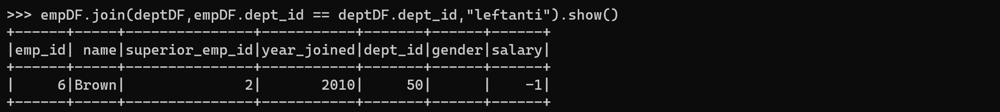 >>> empDF.join(deptDF,empDF.dept_id == deptDF.dept_id,"leftanti").show()
+------+-----+---------------+-----------+-------+------+------+
|emp_id| name|superior_emp_id|year_joined|dept_id|gender|salary|
+------+-----+---------------+-----------+-------+------+------+
|     6|Brown|              2|       2010|     50|      |    -1|
+------+-----+---------------+-----------+-------+------+------+